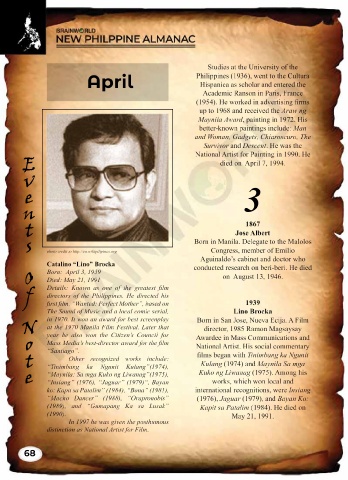 BRAINWORLD
NEW PHILPPINE ALMANAC
April
Events Of Note
Catalino “Lino” Brocka
Born: April 3, 1939
Died: May 21, 1991
Details: Known as one of the greatest film
directors of the Philippines. He directed his
first film, “Wanted: Perfect Mother”, based on
The Sound of Music and a local comic serial,
in 1970. It won an award for best screenplay
at the 1970 Manila Film Festival. Later that
year he also won the Citizen's Council for
Mass Media's best-director award for the film
“Santiago”.
Other recognized works include:
“Tinimbang ka Ngunit Kulang”(1974),
“Maynila: Sa mga Kuko ng Liwanag”(1975),
“Insiang” (1976), “Jaguar” (1979)”, Bayan
ko: Kapit sa Patalim” (1984), “Bona” (1981),
“Macho Dancer” (1988), “Orapronobis”
(1989), and “Gumapang Ka sa Lusak”
(1990).
In 1997 he was given the posthumous
distinction as National Artist for Film.
68
Studies at the University of the
Philippines (1936), went to the Cultura
Hispanica as scholar and entered the
Academic Ranson in Paris, France
(1954). He worked in advertising firms
up to 1968 and received the Araw ng
Maynila Award, painting in 1972. His
better-known paintings include: Man
and Woman, Gadgets, Chiaroscuro, The
Survivor and Descent. He was the
National Artist for Painting in 1990. He
died on April 7, 1994.
3
1867
Jose Albert
Born in Manila. Delegate to the Malolos
Congress, member of Emilio
Aguinaldo's cabinet and doctor who
conducted research on beri-beri. He died
on August 13, 1946.
1939
Lino Brocka
Born in San Jose, Nueva Ecija. A Film
director, 1985 Ramon Magsaysay
Awardee in Mass Communications and
National Artist. His social commentary
films began with Tinimbang ka Ngunit
Kulang (1974) and Maynila Sa mga
Kuko ng Liwanag (1975). Among his
works, which won local and
international recognitions, were Insiang
(1976), Jaguar (1979), and Bayan Ko:
Kapit sa Patalim (1984). He died on
May 21, 1991.